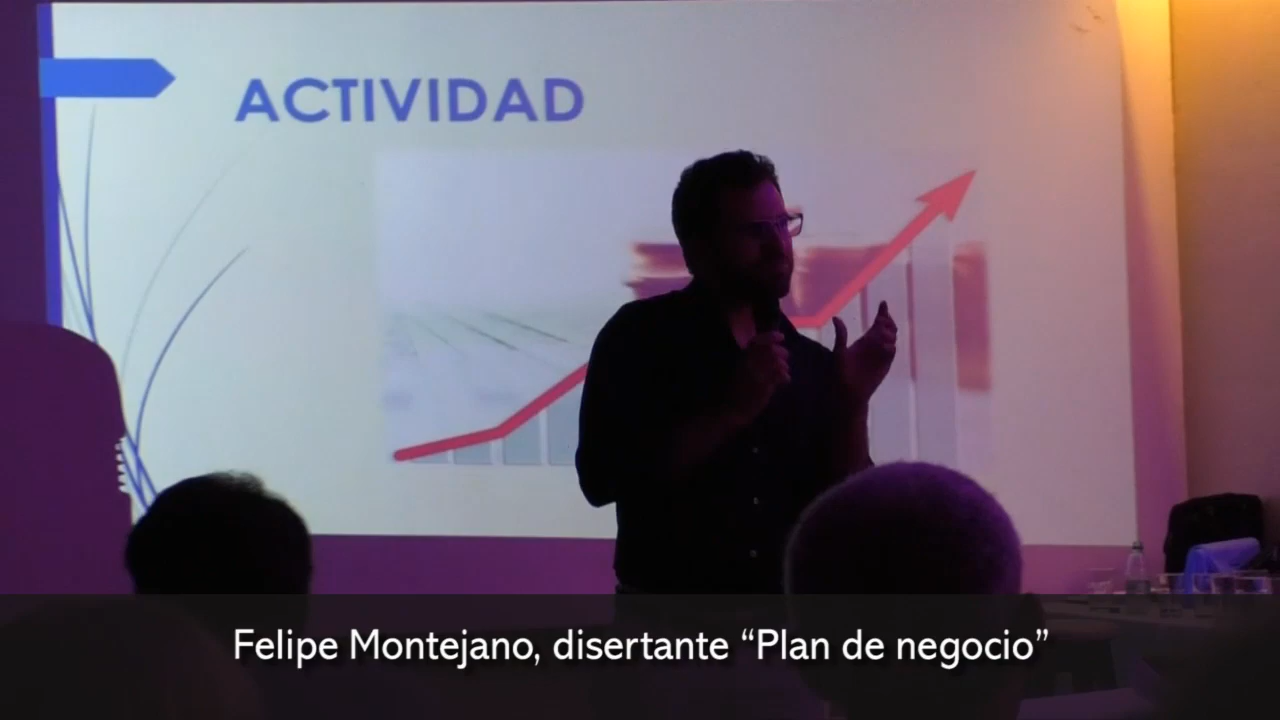 ACTIVIDAD
Felipe Montejano, disertante “Plan de negocio”